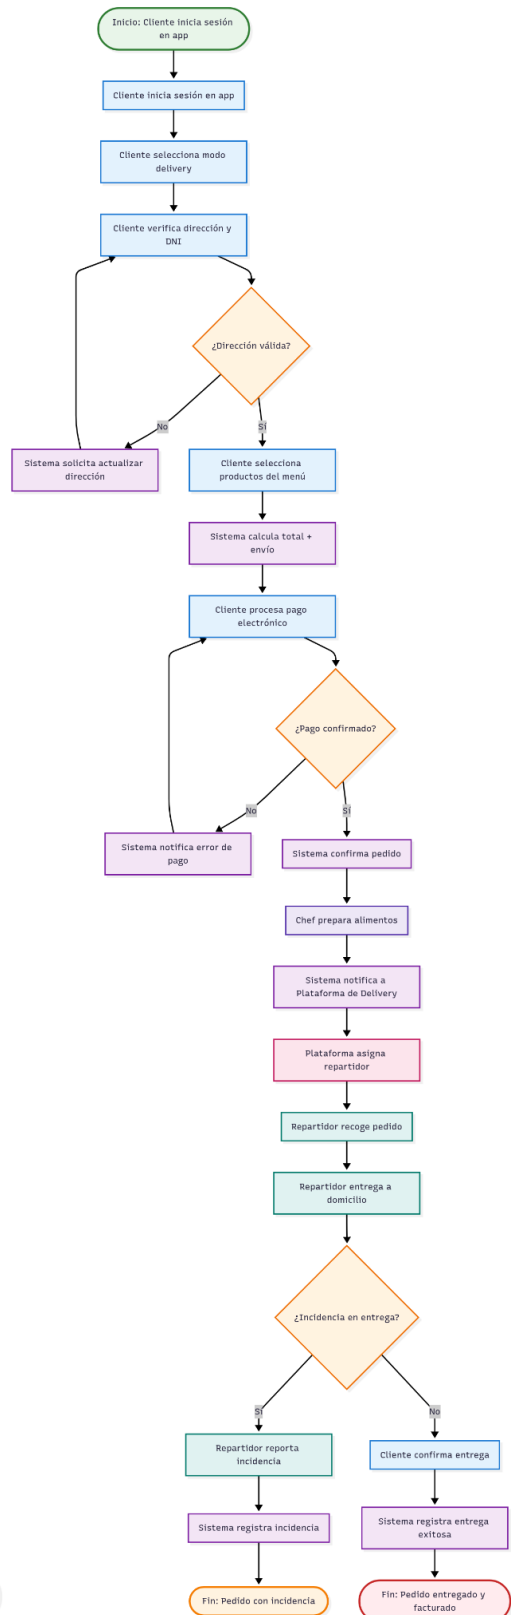 Inicio: Cliente inicia sesión
en app
Cliente inicia sesión en app
Cliente selecciona modo
delivery
Cliente verifica dirección y
DNI
¿Dirección válida?
No
Sí
Sistema solicita actualizar
dirección
Cliente selecciona
productos del menú
Sistema calcula total +
envío
Cliente procesa pago
electrónico
¿Pago confirmado?
No
Sí
Sistema notifica error de
pago
Sistema confirma pedido
Chef prepara alimentos
Sistema notifica a
Plataforma de Delivery
Plataforma asigna
repartidor
Repartidor recoge pedido
Repartidor entrega a
domicilio
¿Incidencia en entrega?
Sí
No
Repartidor reporta
incidencia
Cliente confirma entrega
Sistema registra incidencia
Sistema registra entrega
exitosa
Fin: Pedido con incidencia
Fin: Pedido entregado y
facturado